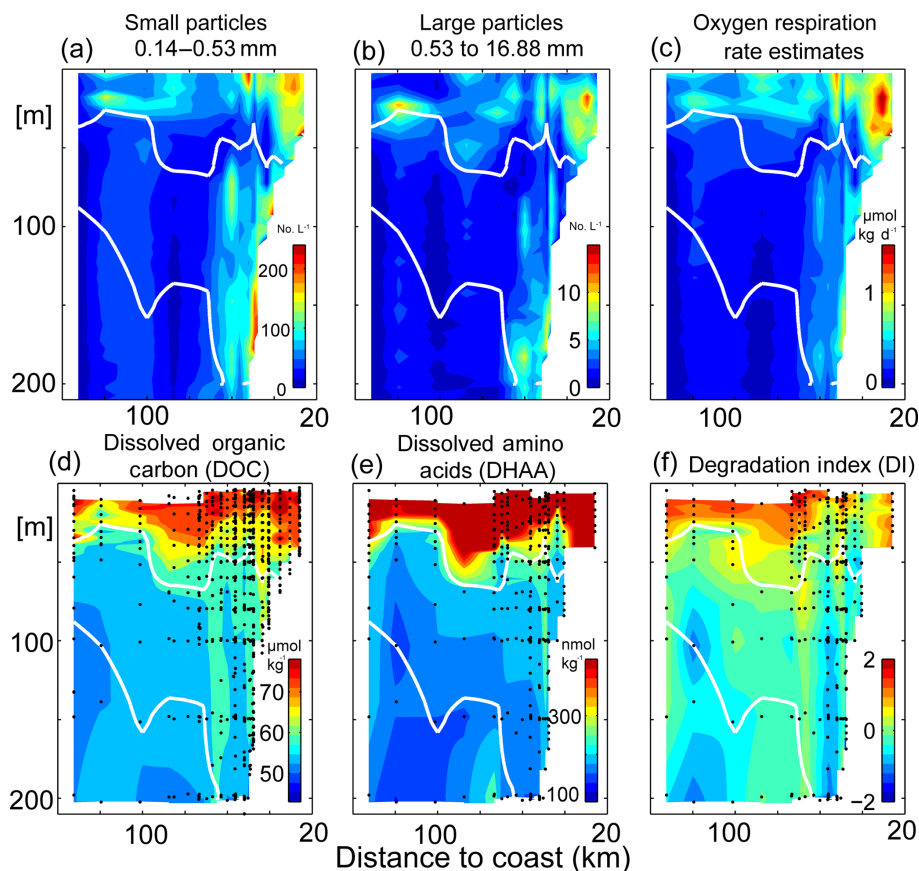 (a) Small particles
0.14–0.53 mm
(b) Large particles
0.53 to 16.88 mm
(c) Oxygen respiration
rate estimates
[m]
100
200
No. L⁻¹
200
100
0
No. L⁻¹
10
5
0
µmol
kg d⁻¹
1
0
100 20
100 20
100 20
(d) Dissolved organic
carbon (DOC)
(e) Dissolved amino
acids (DHAA)
(f) Degradation index (DI)
[m]
100
200
µmol
kg⁻¹
70
60
50
nmol
kg⁻¹
300
100
2
1
0
−1
−2
100 20
100 20
100 20
Distance to coast (km)